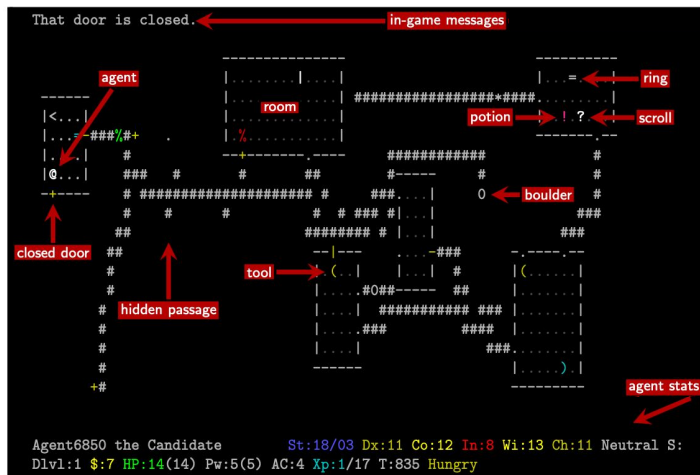 That door is closed.
in-game messages
agent
ring
room
potion
scroll
boulder
closed door
tool
hidden passage
agent stats
Agent6850 the Candidate St:18/03 Dx:11 Co:12 In:8 Wi:13 Ch:11 Neutral S:
Dlvl:1 $:7 HP:14(14) Pw:5(5) AC:4 Xp:1/17 T:835 Hungry